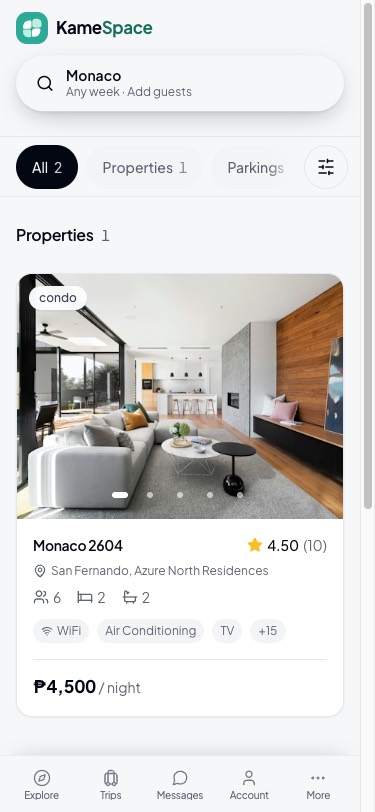 KameSpace
Monaco
Any week · Add guests
All 2
Properties 1
Parkings
Properties 1
condo
Monaco 2604
4.50 (10)
San Fernando, Azure North Residences
6 2 2
WiFi Air Conditioning TV +15
₱4,500 / night
Explore Trips Messages Account More